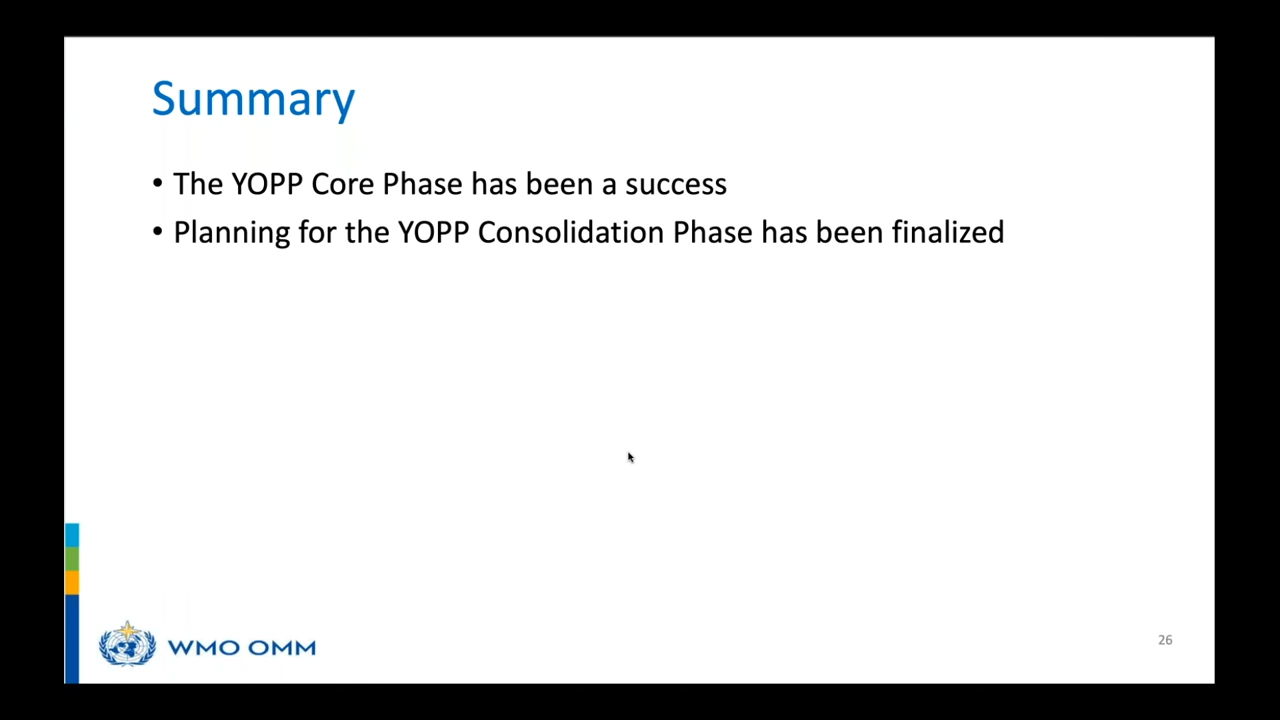 Summary
• The YOPP Core Phase has been a success
• Planning for the YOPP Consolidation Phase has been finalized
WMO OMM
26